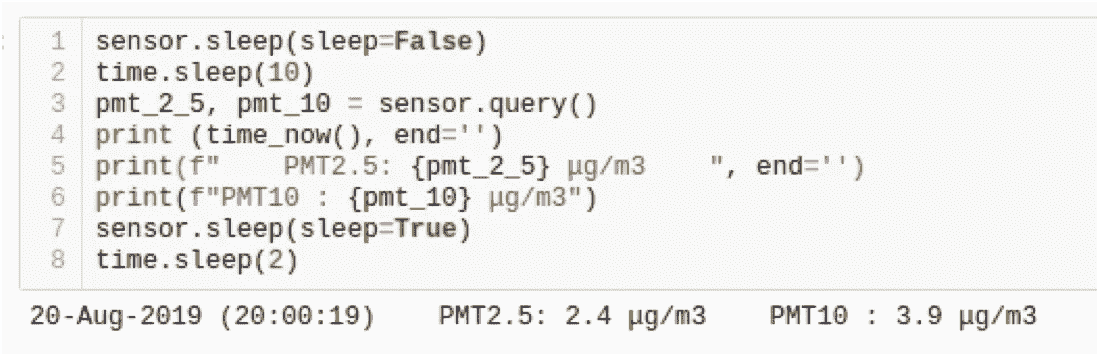 1 sensor.sleep(sleep=False)
2 time.sleep(10)
3 pmt_2_5, pmt_10 = sensor.query()
4 print (time_now(), end='')
5 print(f"    PMT2.5: {pmt_2_5} µg/m3    ", end='')
6 print(f"PMT10 : {pmt_10} µg/m3")
7 sensor.sleep(sleep=True)
8 time.sleep(2)
20-Aug-2019 (20:00:19)    PMT2.5: 2.4 µg/m3    PMT10 : 3.9 µg/m3